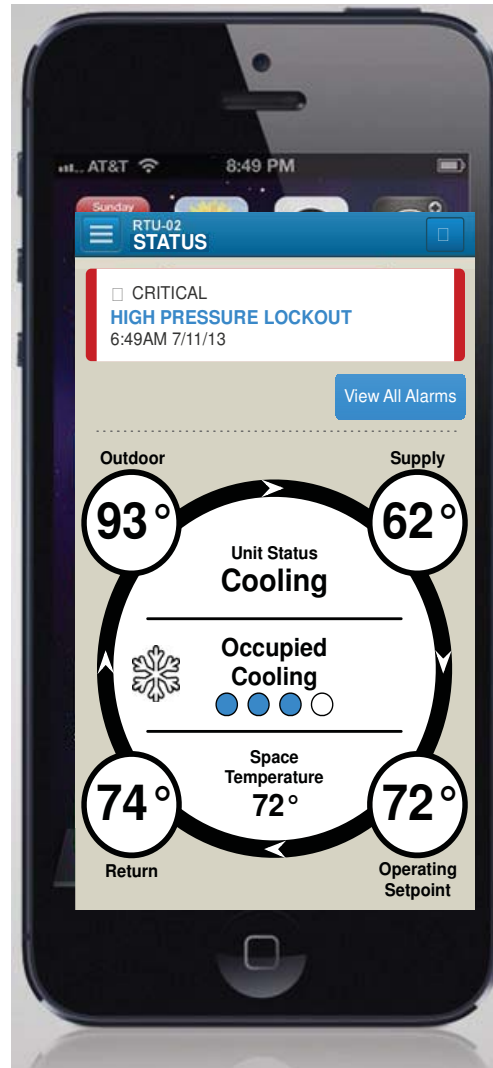 AT&T 8:49 PM
Sunday
RTU-02
STATUS
CRITICAL
HIGH PRESSURE LOCKOUT
6:49AM 7/11/13
View All Alarms
Outdoor
Supply
93°
62°
Unit Status
Cooling
Occupied
Cooling
Space
Temperature
72°
74°
72°
Return
Operating
Setpoint